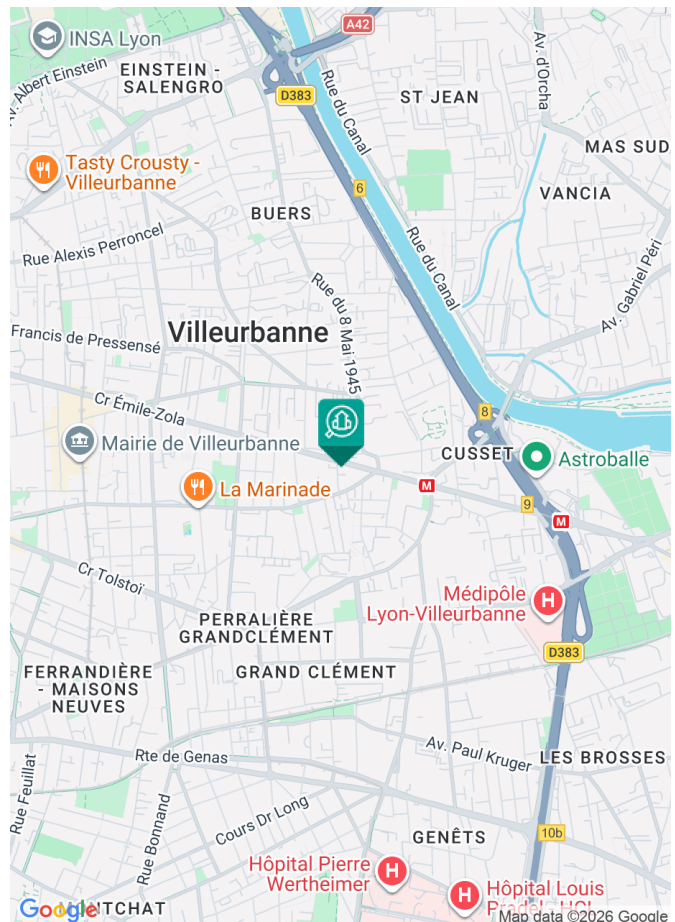 A42
INSA Lyon
Av. Albert Einstein
EINSTEIN -
SALENGRO
D383
ST JEAN
Av. d'Orcha
Rue du Canal
MAS SUD
Tasty Crousty -
Villeurbanne
6
VANCIA
BUERS
Rue Alexis Perroncel
Rue du Canal
Av. Gabriel Péri
Rue du 8 Mai 1945
Villeurbanne
Francis de Pressensé
Cr Émile-Zola
8
Mairie de Villeurbanne
CUSSET
Astroballe
La Marinade
M
9
M
Cr Tolstoï
Médipôle
Lyon-Villeurbanne
H
PERRALIÈRE
GRANDCLÉMENT
D383
FERRANDIÈRE
- MAISONS
NEUVES
GRAND CLÉMENT
Rte de Genas
Av. Paul Kruger
LES BROSSES
Rue Feuillat
Rue Bonnand
Cours Dr Long
10b
GENÊTS
Hôpital Pierre
Wertheimer
H
H
Hôpital Louis
Pradel - HCL
Google
MONTCHAT
Map data ©2026 Google